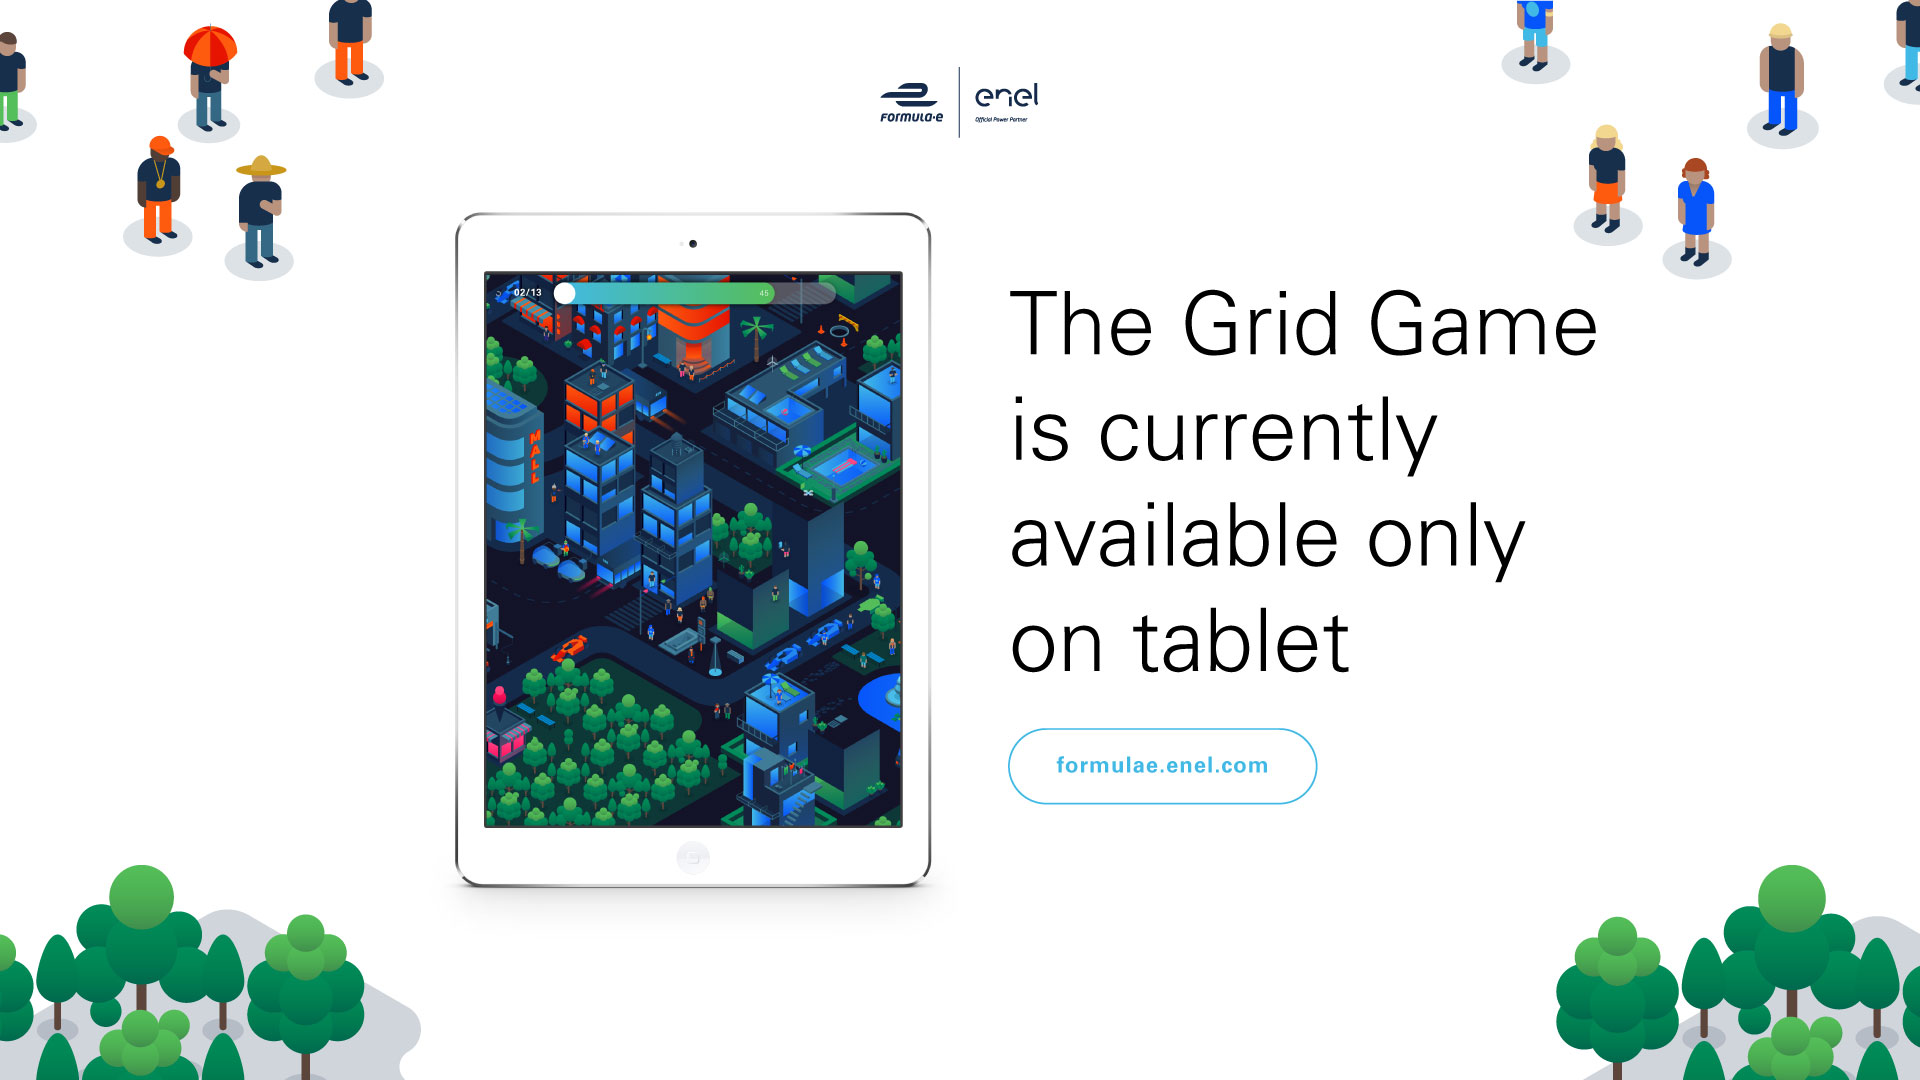 FORMULA-E
enel
Official Power Partner
02/13
45
MALL
The Grid Game
is currently
available only
on tablet
formulae.enel.com